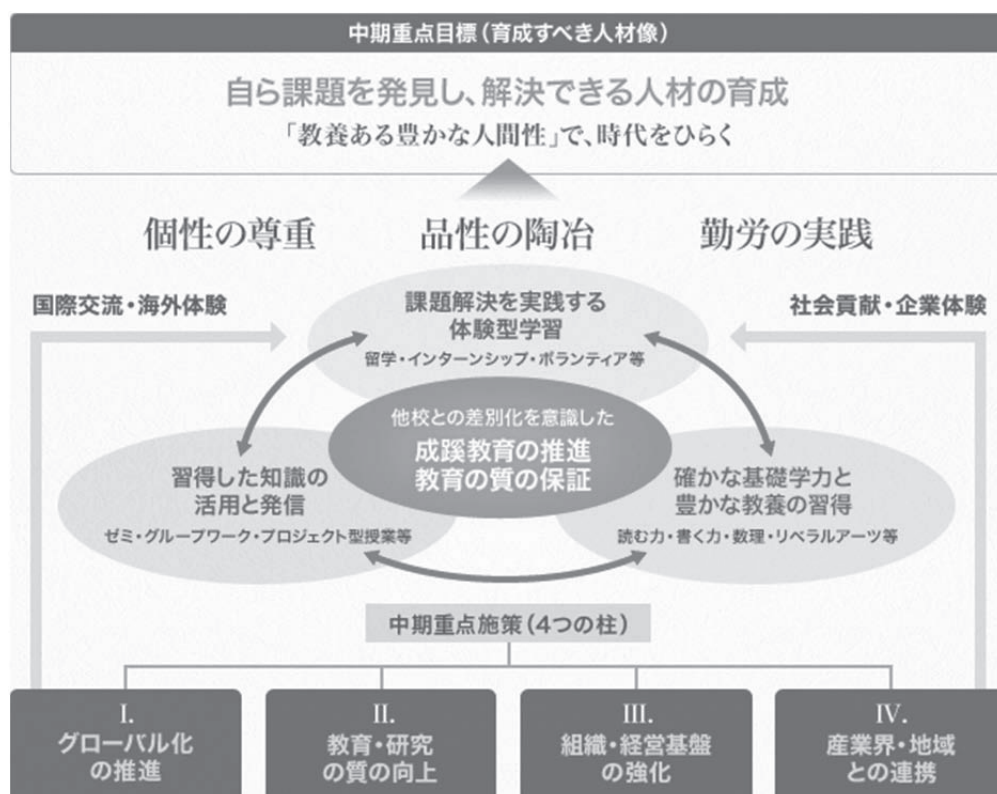 中期重点目標（育成すべき人材像）
自ら課題を発見し、解決できる人材の育成
「教養ある豊かな人間性」で、時代をひらく
個性の尊重
品性の陶冶
勤労の実践
国際交流・海外体験
課題解決を実践する
体験型学習
留学・インターンシップ・ボランティア等
社会貢献・企業体験
他校との差別化を意識した
成蹊教育の推進
教育の質の保証
習得した知識の
活用と発信
ゼミ・グループワーク・プロジェクト型授業等
確かな基礎学力と
豊かな教養の習得
読む力・書く力・数理・リベラルアーツ等
中期重点施策（4つの柱）
I.
グローバル化
の推進
II.
教育・研究
の質の向上
III.
組織・経営基盤
の強化
IV.
産業界・地域
との連携